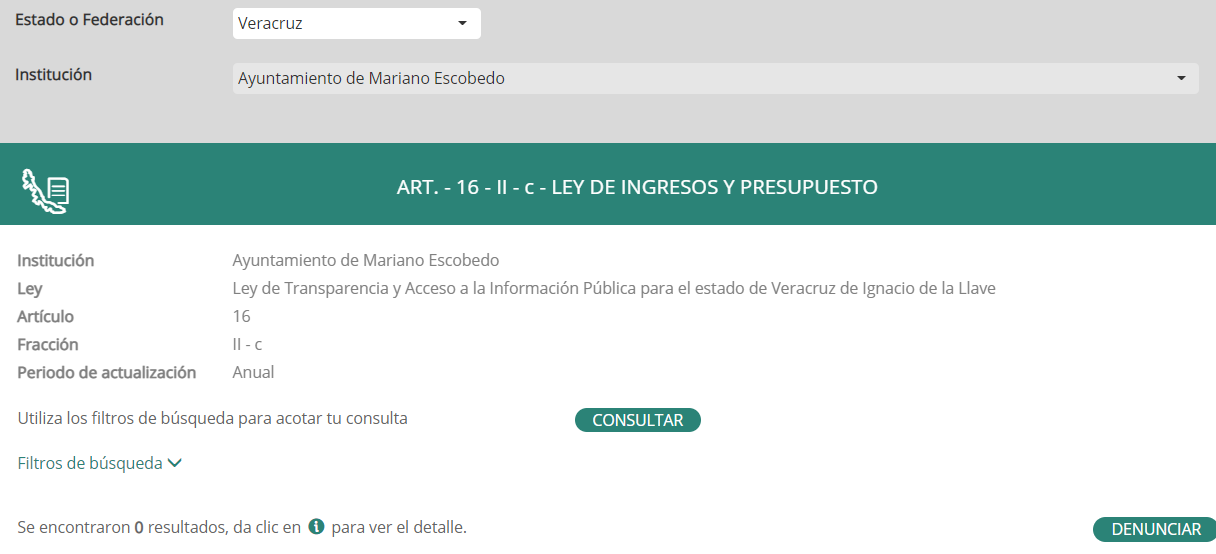 Estado o Federación Veracruz
Institución Ayuntamiento de Mariano Escobedo
ART. - 16 - II - c - LEY DE INGRESOS Y PRESUPUESTO
Institución Ayuntamiento de Mariano Escobedo
Ley Ley de Transparencia y Acceso a la Información Pública para el estado de Veracruz de Ignacio de la Llave
Artículo 16
Fracción II - c
Periodo de actualización Anual
Utiliza los filtros de búsqueda para acotar tu consulta CONSULTAR
Filtros de búsqueda
Se encontraron 0 resultados, da clic en i para ver el detalle. DENUNCIAR